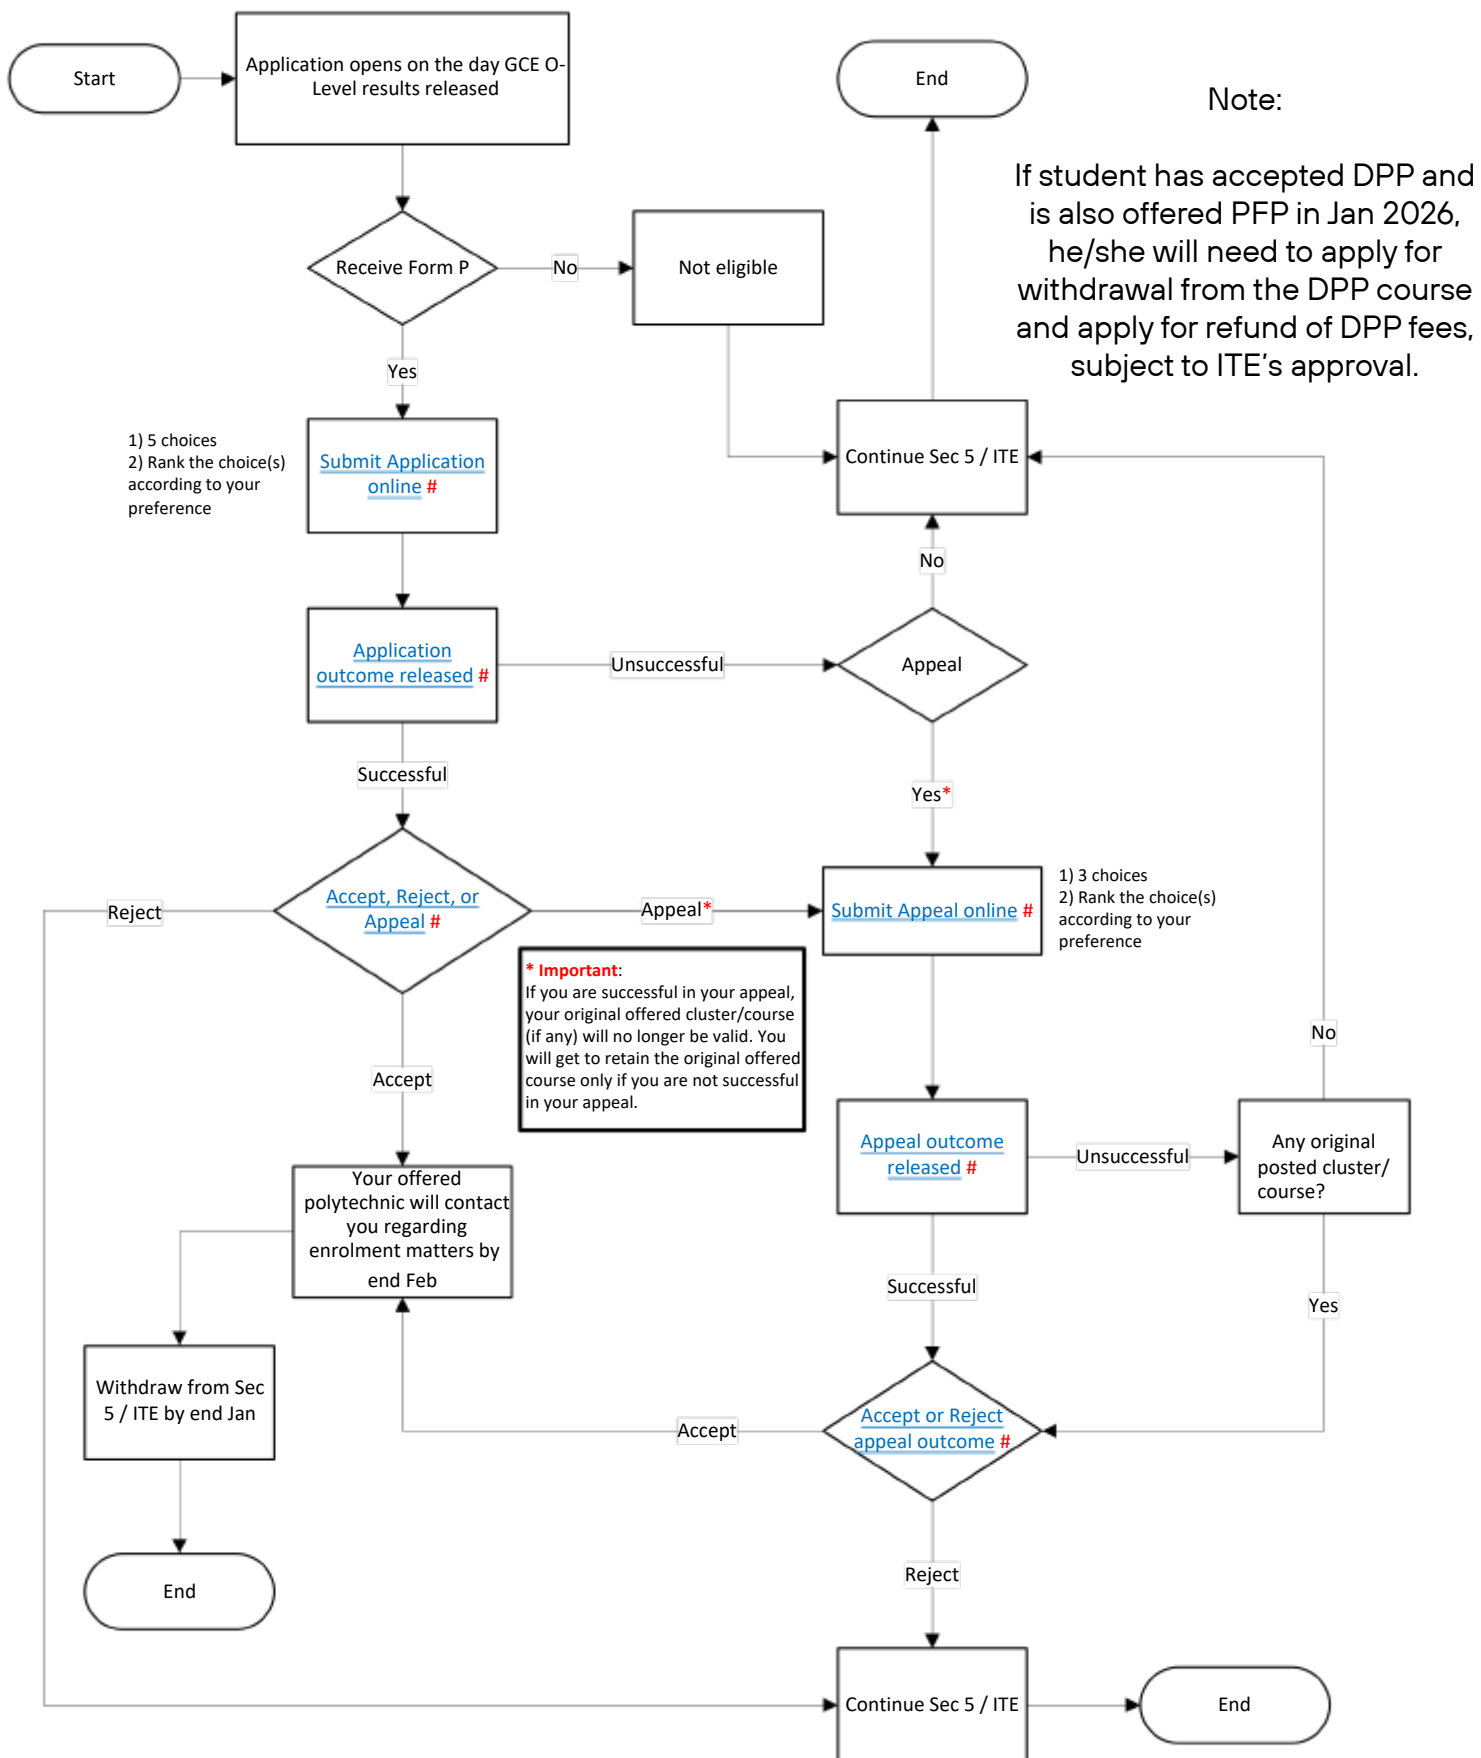 Start
Application opens on the day GCE O-
Level results released
End
Note:
If student has accepted DPP and
is also offered PFP in Jan 2026,
he/she will need to apply for
withdrawal from the DPP course
and apply for refund of DPP fees,
subject to ITE's approval.
Receive Form P
No
Not eligible
Yes
1) 5 choices
2) Rank the choice(s)
according to your
preference
Submit Application
online #
Continue Sec 5 / ITE
No
Application
outcome released #
Unsuccessful
Appeal
Successful
Yes*
Accept, Reject, or
Appeal #
Reject
Appeal*
Submit Appeal online #
1) 3 choices
2) Rank the choice(s)
according to your
preference
* Important:
If you are successful in your appeal,
your original offered cluster/course
(if any) will no longer be valid. You
will get to retain the original offered
course only if you are not successful
in your appeal.
No
Accept
Appeal outcome
released #
Unsuccessful
Any original
posted cluster/
course?
Your offered
polytechnic will contact
you regarding
enrolment matters by
end Feb
Successful
Yes
Withdraw from Sec
5 / ITE by end Jan
Accept
Accept or Reject
appeal outcome #
End
Reject
Continue Sec 5 / ITE
End